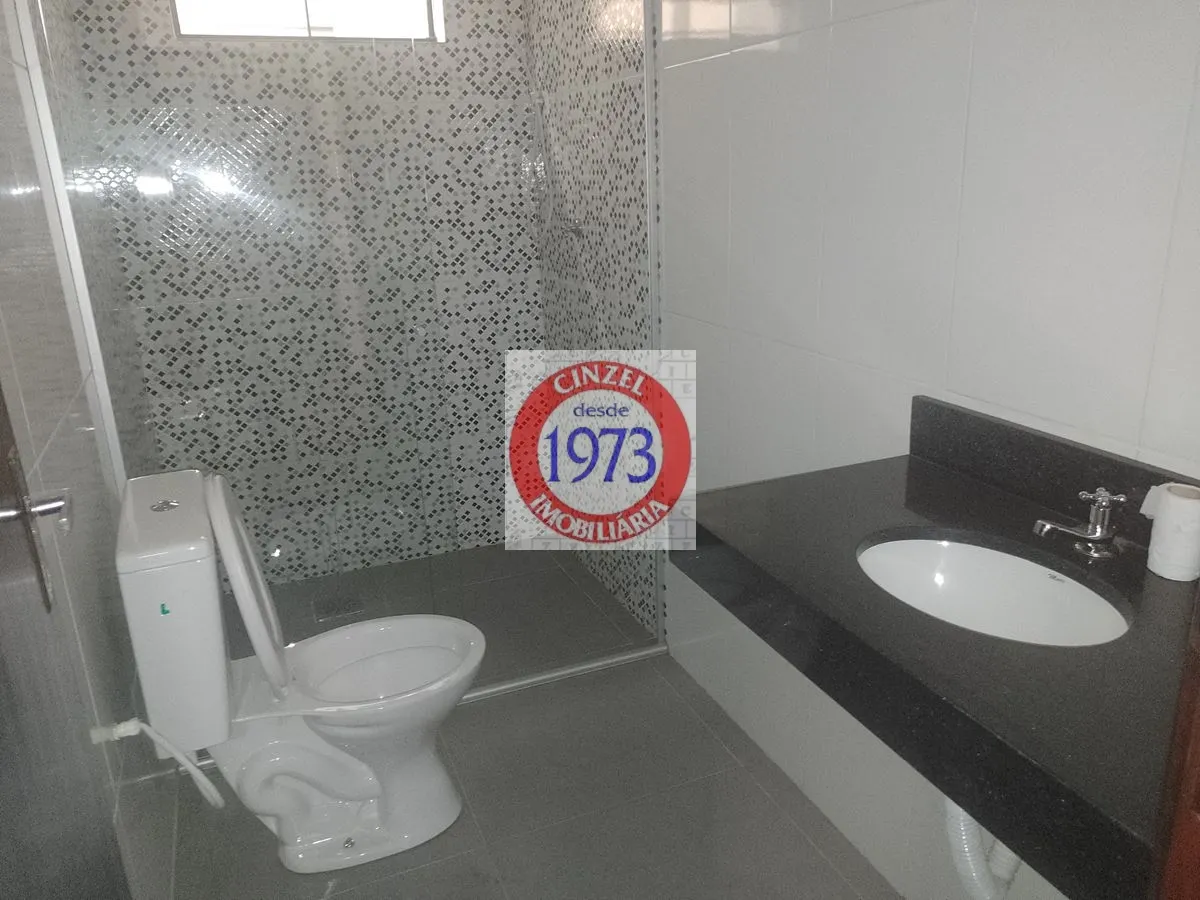 CINZEL
desde
1973
IMOBILIÁRIA
L